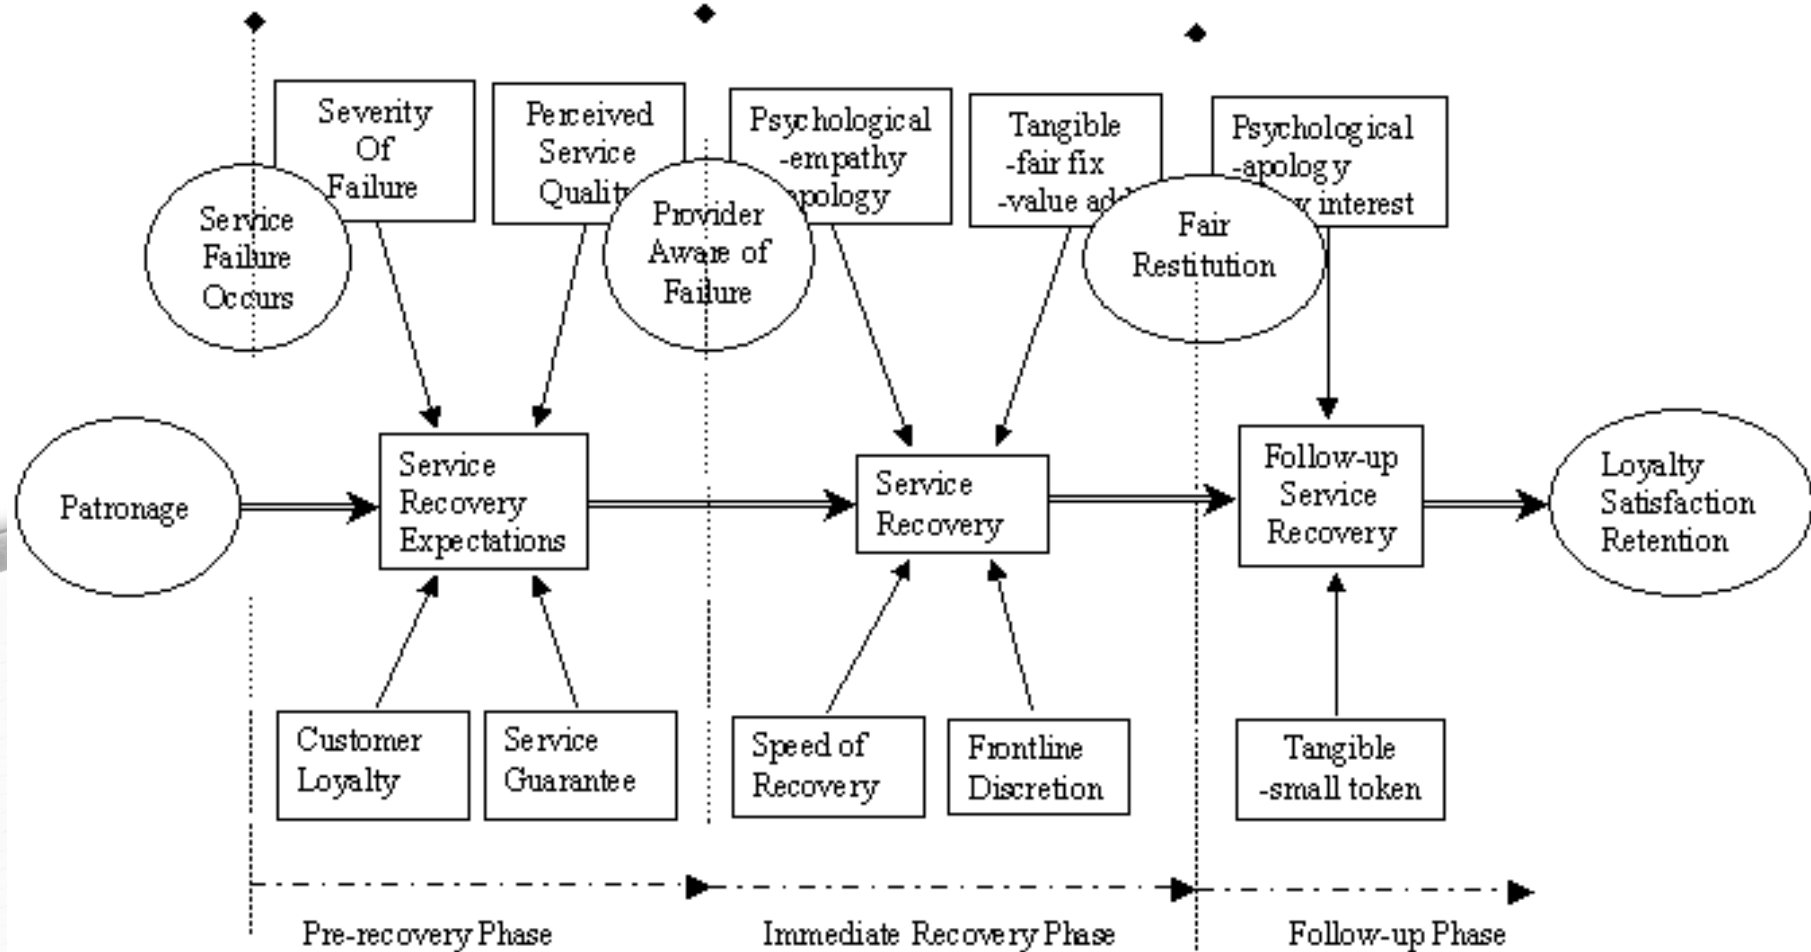 Severity
Of
Failure
Perceived
Service
Quality
Psychological
-empathy
Tangible
-fair fix
-value
Psychological
-apology
interest
Service
Failure
Occurs
Provider
Aware of
Failure
Fair
Restitution
Patronage
Service
Recovery
Expectations
Service
Recovery
Follow-up
Service
Recovery
Loyalty
Satisfaction
Retention
Customer
Loyalty
Service
Guarantee
Speed of
Recovery
Frontline
Discretion
Tangible
-small token
Pre-recovery Phase
Immediate Recovery Phase
Follow-up Phase